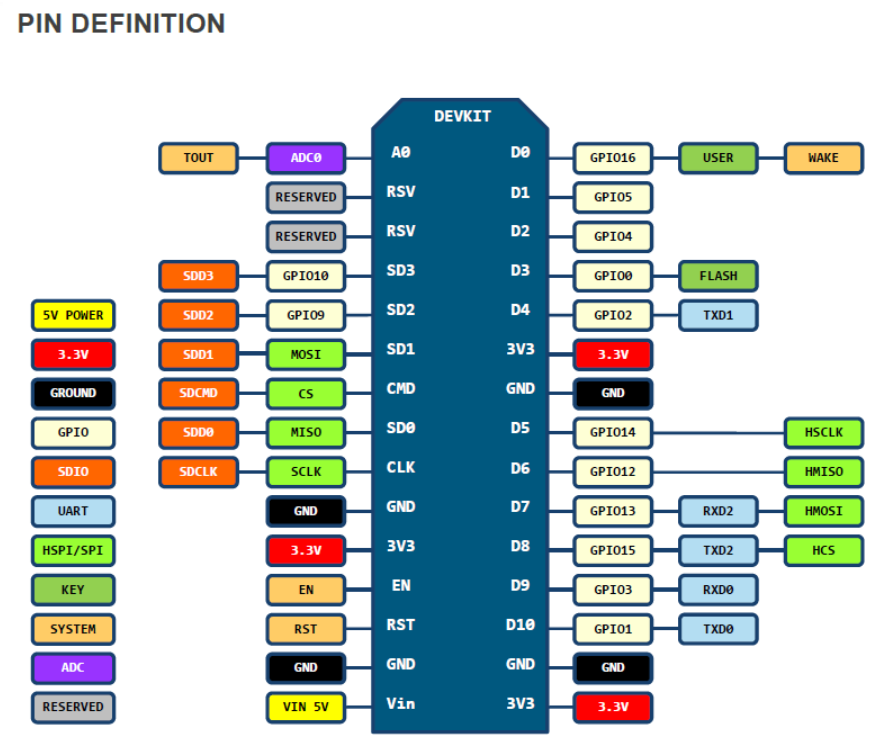 PIN DEFINITION
DEVKIT
TOUT ADC0 A0 D0 GPIO16 USER WAKE
RESERVED RSV D1 GPIO5
RESERVED RSV D2 GPIO4
SDD3 GPIO10 SD3 D3 GPIO0 FLASH
5V POWER SDD2 GPIO9 SD2 D4 GPIO2 TXD1
3.3V SDD1 MOSI SD1 3V3 3.3V
GROUND SDCMD CS CMD GND GND
GPIO SDD0 MISO SD0 D5 GPIO14 HSCLK
SDIO SDCLK SCLK CLK D6 GPIO12 HMISO
UART GND GND D7 GPIO13 RXD2 HMOSI
HSPI/SPI 3.3V 3V3 D8 GPIO15 TXD2 HCS
KEY EN EN D9 GPIO3 RXD0
SYSTEM RST RST D10 GPIO1 TXD0
ADC GND GND GND GND
RESERVED VIN 5V Vin 3V3 3.3V